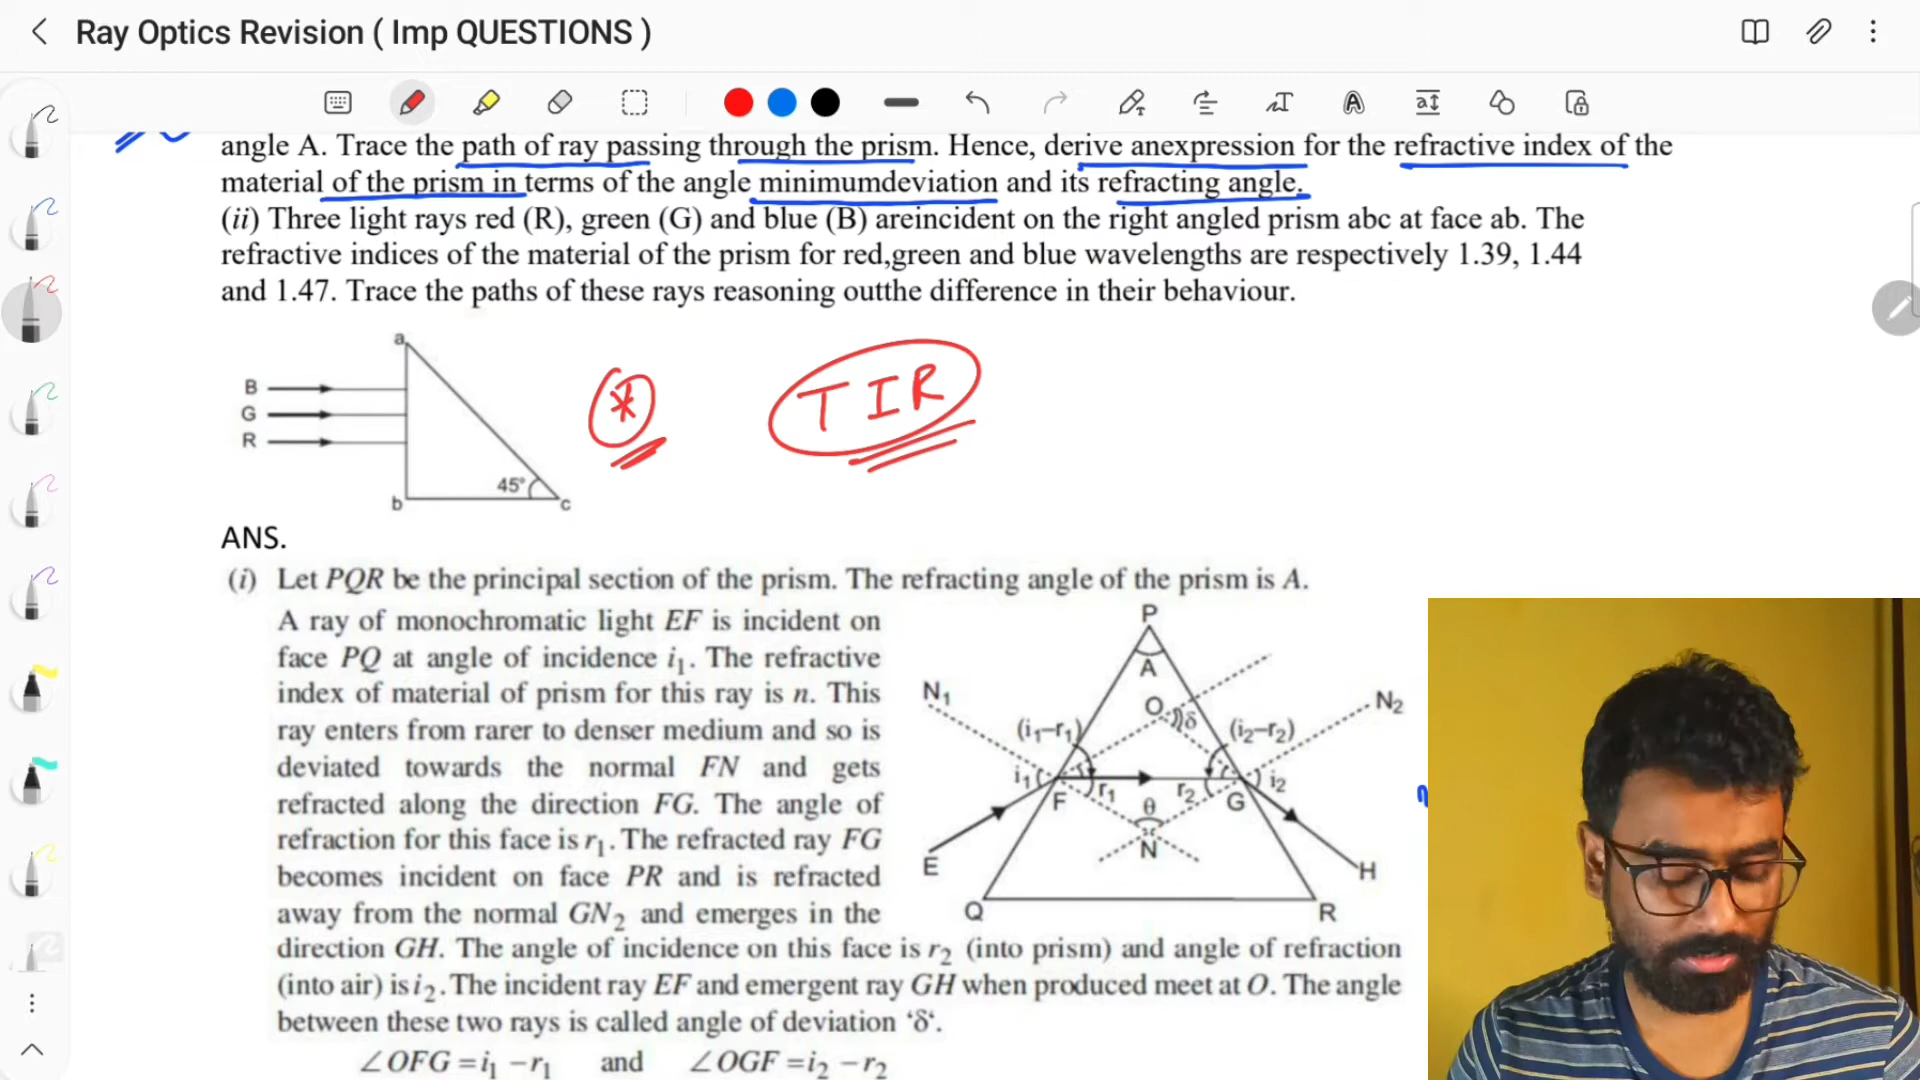 Ray Optics Revision ( Imp QUESTIONS )
angle A. Trace the path of ray passing through the prism. Hence, derive anexpression for the refractive index of the
material of the prism in terms of the angle minimumdeviation and its refracting angle.
(ii) Three light rays red (R), green (G) and blue (B) areincident on the right angled prism abc at face ab. The
refractive indices of the material of the prism for red,green and blue wavelengths are respectively 1.39, 1.44
and 1.47. Trace the paths of these rays reasoning outthe difference in their behaviour.
a
B
G
R
45°
b
c
* TIR
ANS.
(i) Let PQR be the principal section of the prism. The refracting angle of the prism is A.
A ray of monochromatic light EF is incident on
face PQ at angle of incidence i₁. The refractive
index of material of prism for this ray is n. This
ray enters from rarer to denser medium and so is
deviated towards the normal FN and gets
refracted along the direction FG. The angle of
refraction for this face is r₁. The refracted ray FG
becomes incident on face PR and is refracted
away from the normal GN₂ and emerges in the
direction GH. The angle of incidence on this face is r₂ (into prism) and angle of refraction
(into air) is i₂. The incident ray EF and emergent ray GH when produced meet at O. The angle
between these two rays is called angle of deviation ‘δ‘.
∠OFG = i₁ – r₁ and ∠OGF = i₂ – r₂
P
A
N₁
O
δ
N₂
(i₁–r₁)
(i₂–r₂)
i₁
r₁
r₂
i₂
F
θ
G
N
E
H
Q
R